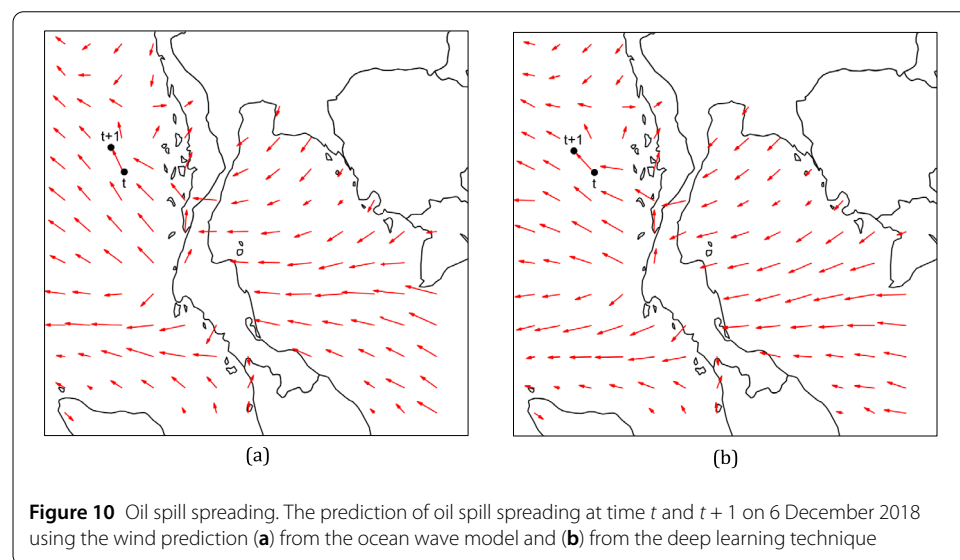 t+1
t
t+1
t
(a)
(b)
Figure 10 Oil spill spreading. The prediction of oil spill spreading at time t and t + 1 on 6 December 2018
using the wind prediction (a) from the ocean wave model and (b) from the deep learning technique